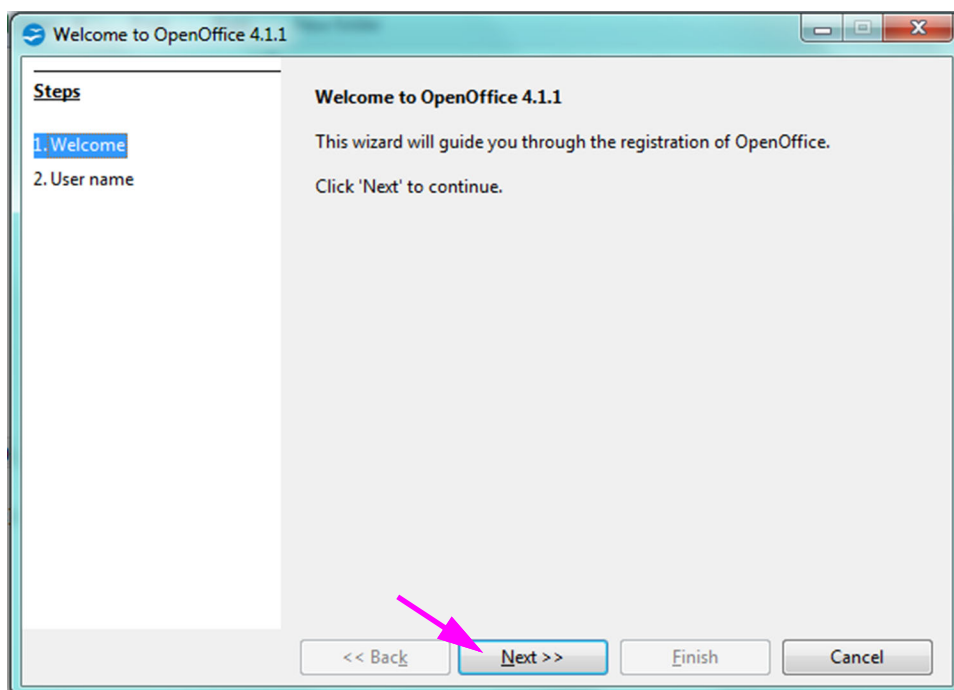 Welcome to OpenOffice 4.1.1
Steps
1. Welcome
2. User name
Welcome to OpenOffice 4.1.1
This wizard will guide you through the registration of OpenOffice.
Click 'Next' to continue.
<< Back
Next >>
Finish
Cancel